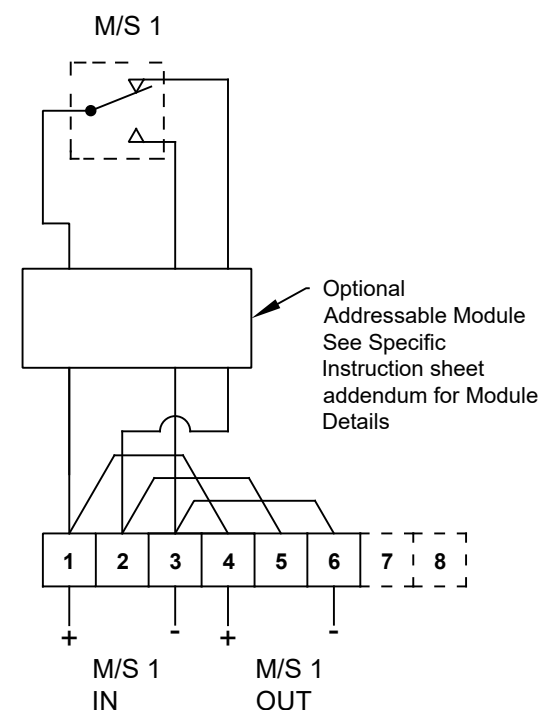 M/S 1
Optional
Addressable Module
See Specific
Instruction sheet
addendum for Module
Details
1 2 3 4 5 6 7 8
+ - + -
M/S 1 M/S 1
IN OUT